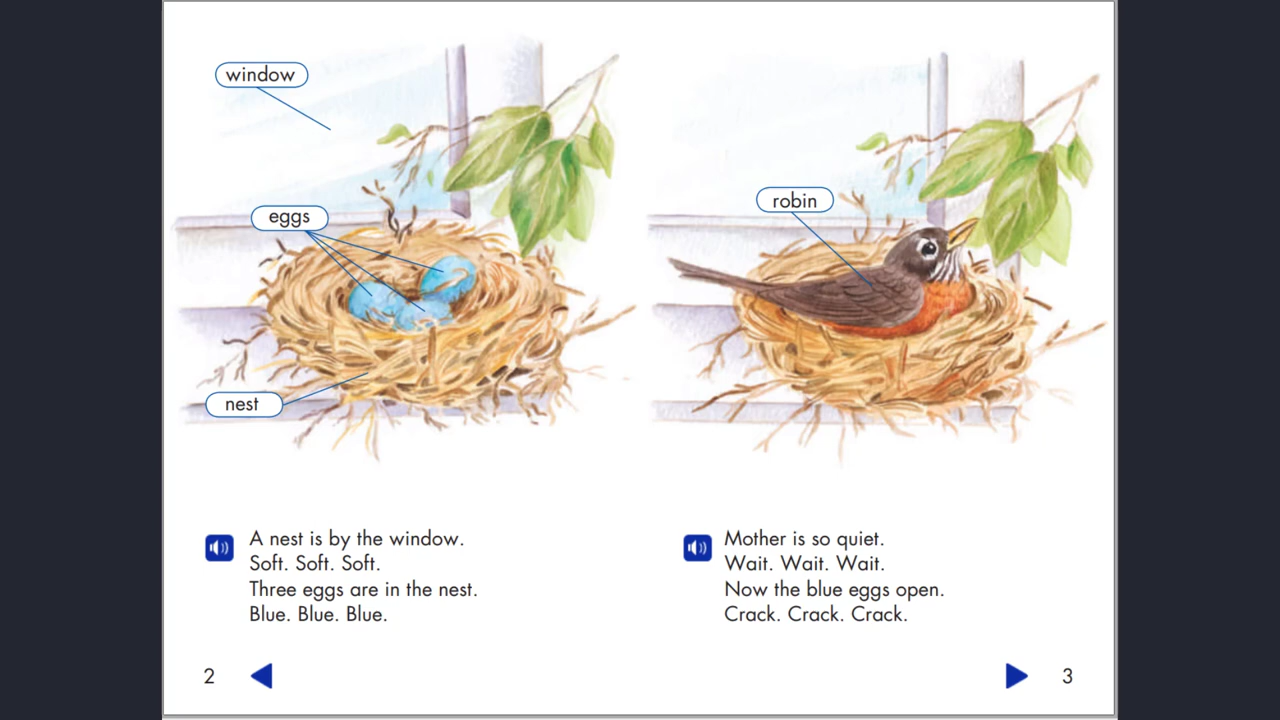 window
eggs
nest
A nest is by the window.
Soft. Soft. Soft.
Three eggs are in the nest.
Blue. Blue. Blue.
2
robin
Mother is so quiet.
Wait. Wait. Wait.
Now the blue eggs open.
Crack. Crack. Crack.
3